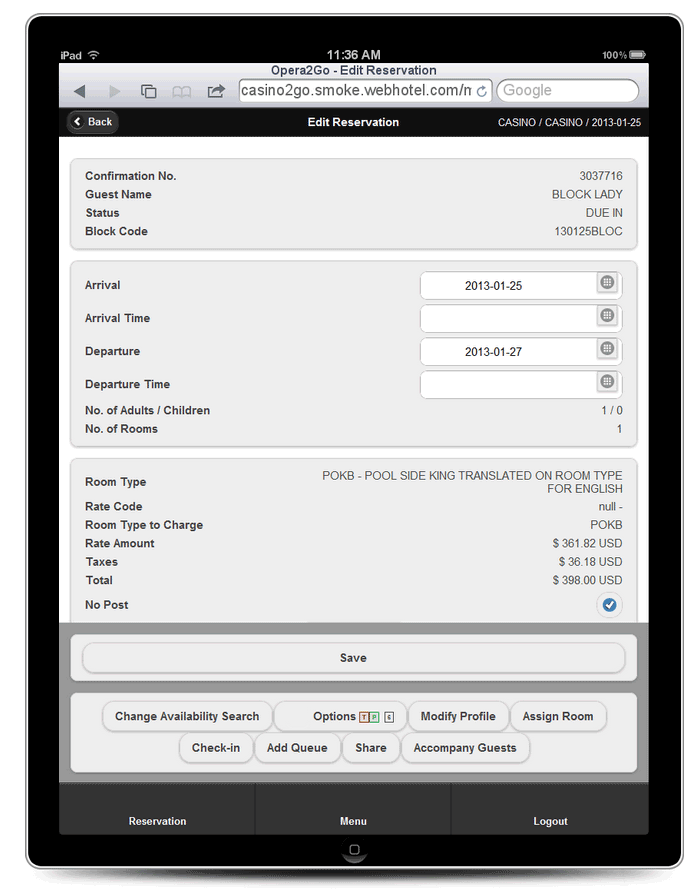 iPad 11:36 AM 100%
Opera2Go - Edit Reservation
casino2go.smoke.webhotel.com/m Google
Back Edit Reservation CASINO / CASINO / 2013-01-25
Confirmation No. 3037716
Guest Name BLOCK LADY
Status DUE IN
Block Code 130125BLOC
Arrival 2013-01-25
Arrival Time
Departure 2013-01-27
Departure Time
No. of Adults / Children 1 / 0
No. of Rooms 1
Room Type POKB - POOL SIDE KING TRANSLATED ON ROOM TYPE
FOR ENGLISH
Rate Code null -
Room Type to Charge POKB
Rate Amount $ 361.82 USD
Taxes $ 36.18 USD
Total $ 398.00 USD
No Post
Save
Change Availability Search Options T P 6 Modify Profile Assign Room
Check-in Add Queue Share Accompany Guests
Reservation Menu Logout